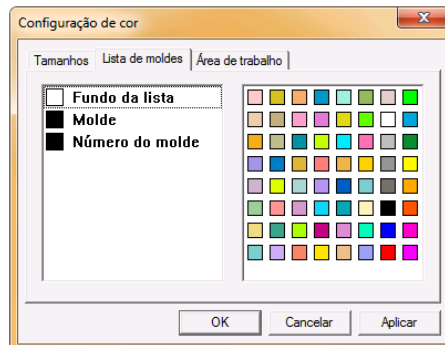 Configuração de cor
Tamanhos
Lista de moldes
Área de trabalho
Fundo da lista
Molde
Número do molde
OK
Cancelar
Aplicar